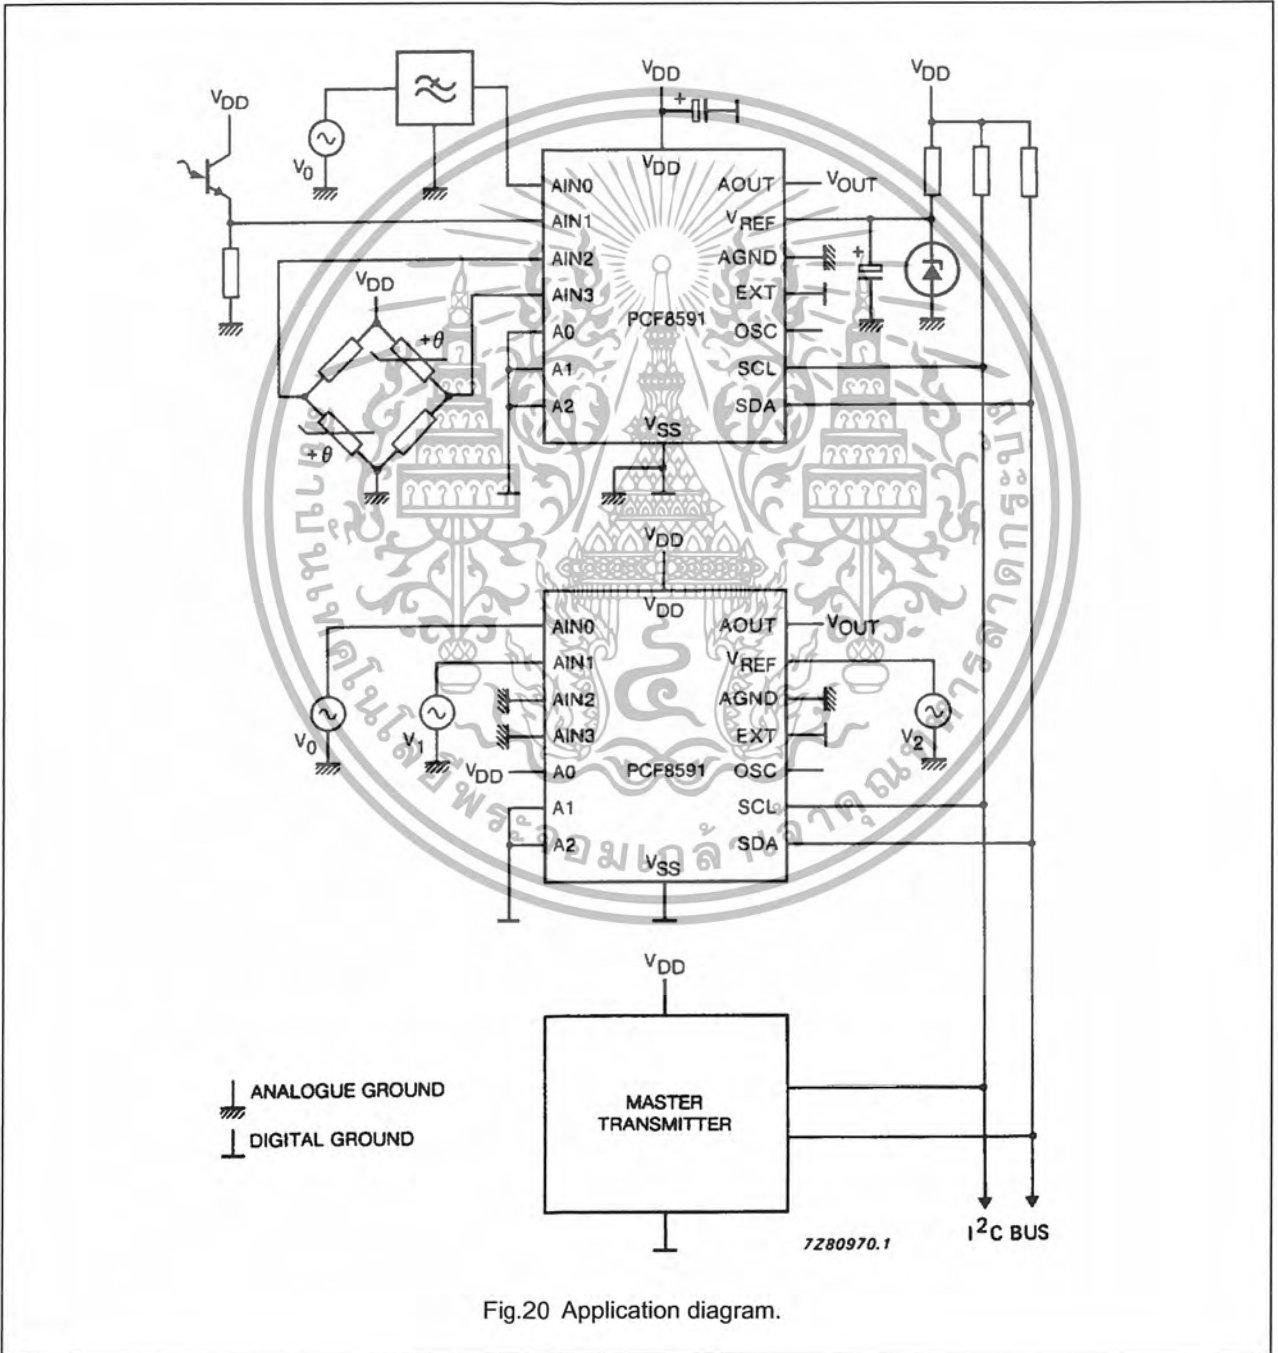 VDD
V0
AIN0
AIN1
AIN2
AIN3
A0
A1
A2
VDD
VDD
VSS
PCF8591
AOUT
VREF
AGND
EXT
OSC
SCL
SDA
VOUT
VDD
VDD
+
+
+θ
+θ
VDD
VDD
AIN0
AIN1
AIN2
AIN3
A0
A1
A2
VDD
V0
V1
PCF8591
VSS
AOUT
VREF
AGND
EXT
OSC
SCL
SDA
VOUT
V2
VDD
MASTER
TRANSMITTER
ANALOGUE GROUND
DIGITAL GROUND
7Z80970.1
I²C BUS
Fig.20 Application diagram.